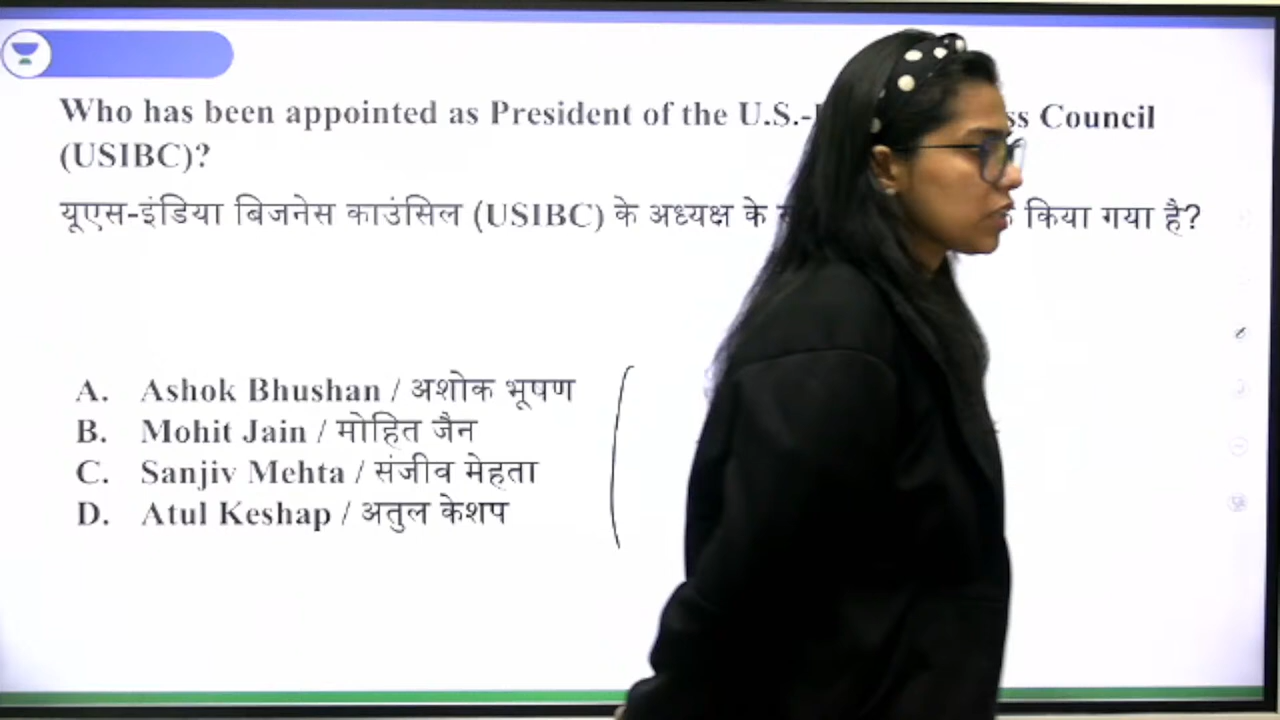 Who has been appointed as President of the U.S.- Council
(USIBC)?
यूएस-इंडिया बिजनेस काउंसिल (USIBC) के अध्यक्ष के किया गया है?
A. Ashok Bhushan / अशोक भूषण
B. Mohit Jain / मोहित जैन
C. Sanjiv Mehta / संजीव मेहता
D. Atul Keshap / अतुल केशप